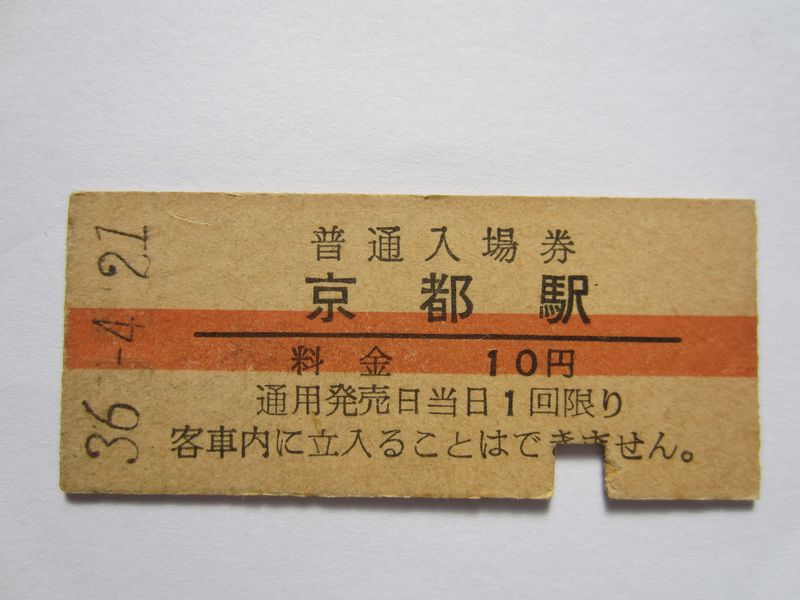 36.-4.21
普通入場券
京都駅
料金 10円
通用発売日当日1回限り
客車内に立入ることはできません。